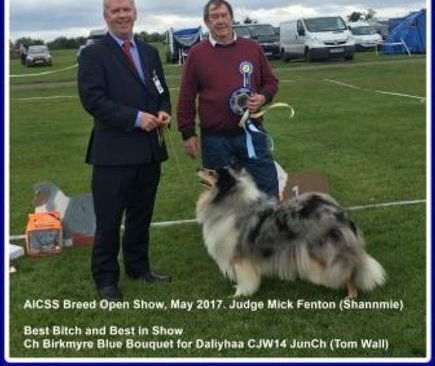 AICSS Breed Open Show, May 2017. Judge Mick Fenton (Shannmie)
Best Bitch and Best in Show
Ch Birkmyre Blue Bouquet for Daliyhaa CJW14 JunCh (Tom Wall)